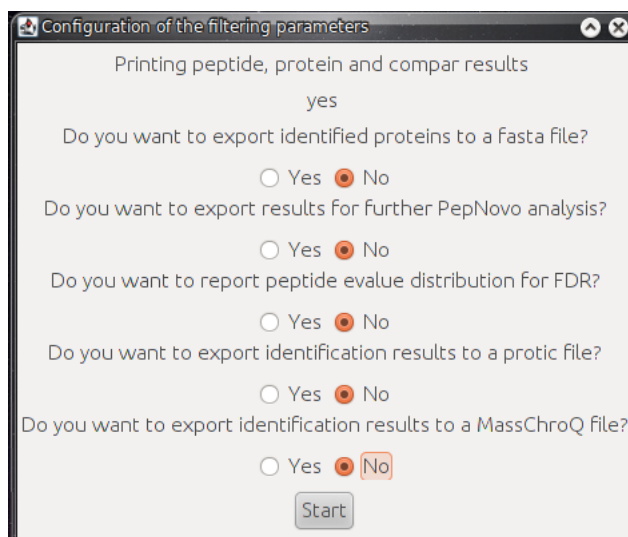 Configuration of the filtering parameters
Printing peptide, protein and compar results
yes
Do you want to export identified proteins to a fasta file?
Yes No
Do you want to export results for further PepNovo analysis?
Yes No
Do you want to report peptide evalue distribution for FDR?
Yes No
Do you want to export identification results to a protic file?
Yes No
Do you want to export identification results to a MassChroQ file?
Yes No
Start